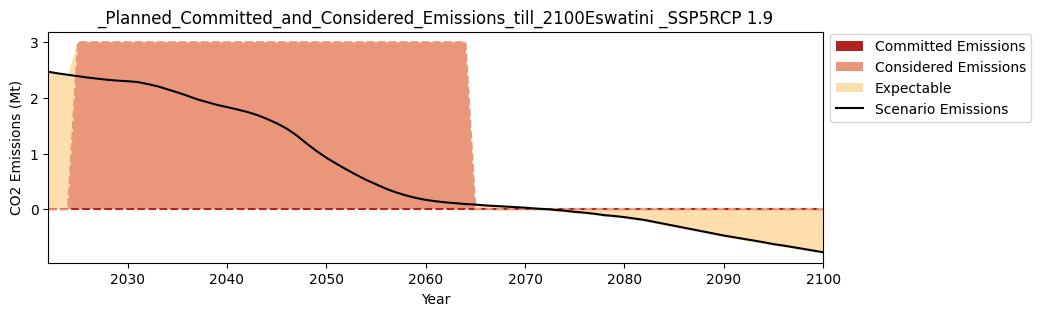 _Planned_Committed_and_Considered_Emissions_till_2100Eswatini _SSP5RCP 1.9
CO2 Emissions (Mt)
3
2
1
0
2030 2040 2050 2060 2070 2080 2090 2100
Year
Committed Emissions
Considered Emissions
Expectable
Scenario Emissions